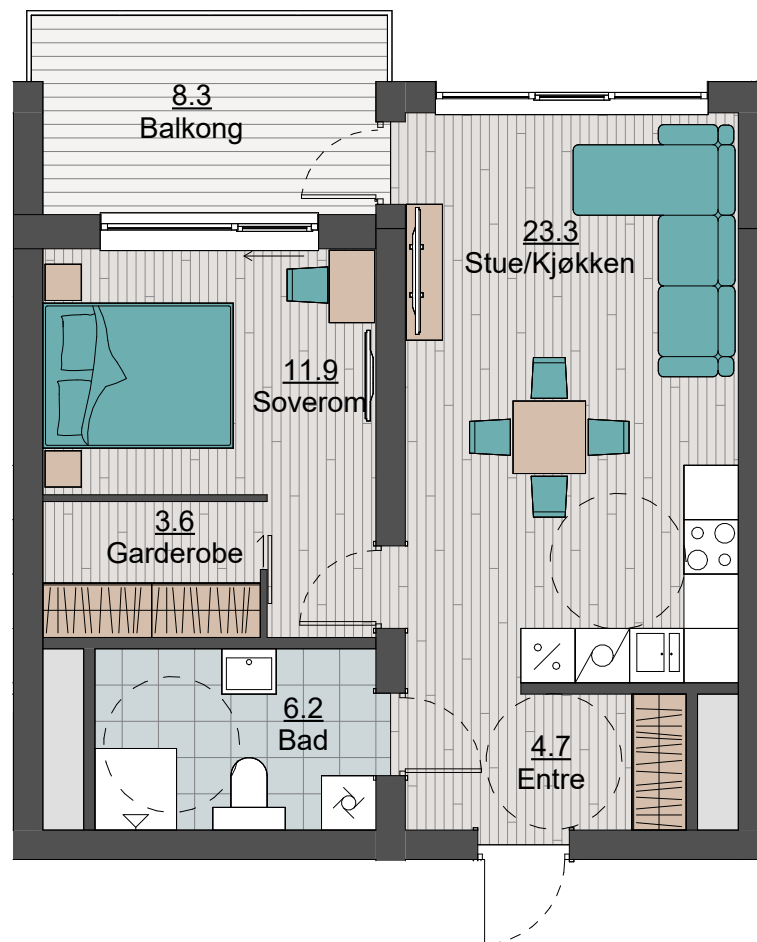 8.3
Balkong
23.3
Stue/Kjøkken
11.9
Soverom
3.6
Garderobe
6.2
Bad
4.7
Entre